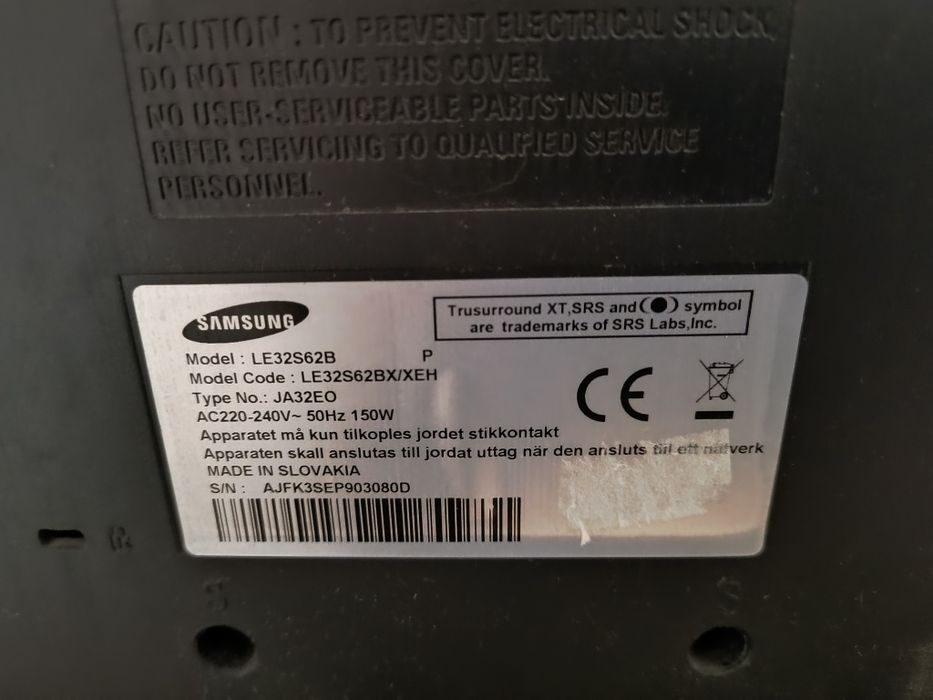 CAUTION : TO PREVENT ELECTRICAL SHOCK,
DO NOT REMOVE THIS COVER.
NO USER-SERVICEABLE PARTS INSIDE.
REFER SERVICING TO QUALIFIED SERVICE
PERSONNEL.
SAMSUNG
Trusurround XT,SRS and (●) symbol
are trademarks of SRS Labs,Inc.
Model : LE32S62B P
Model Code : LE32S62BX/XEH
Type No.: JA32EO
AC220-240V~ 50Hz 150W
Apparatet må kun tilkoples jordet stikkontakt
Apparaten skall anslutas till jordat uttag när den ansluts till ett nätverk
MADE IN SLOVAKIA
S/N : AJFK3SEP903080D
CE